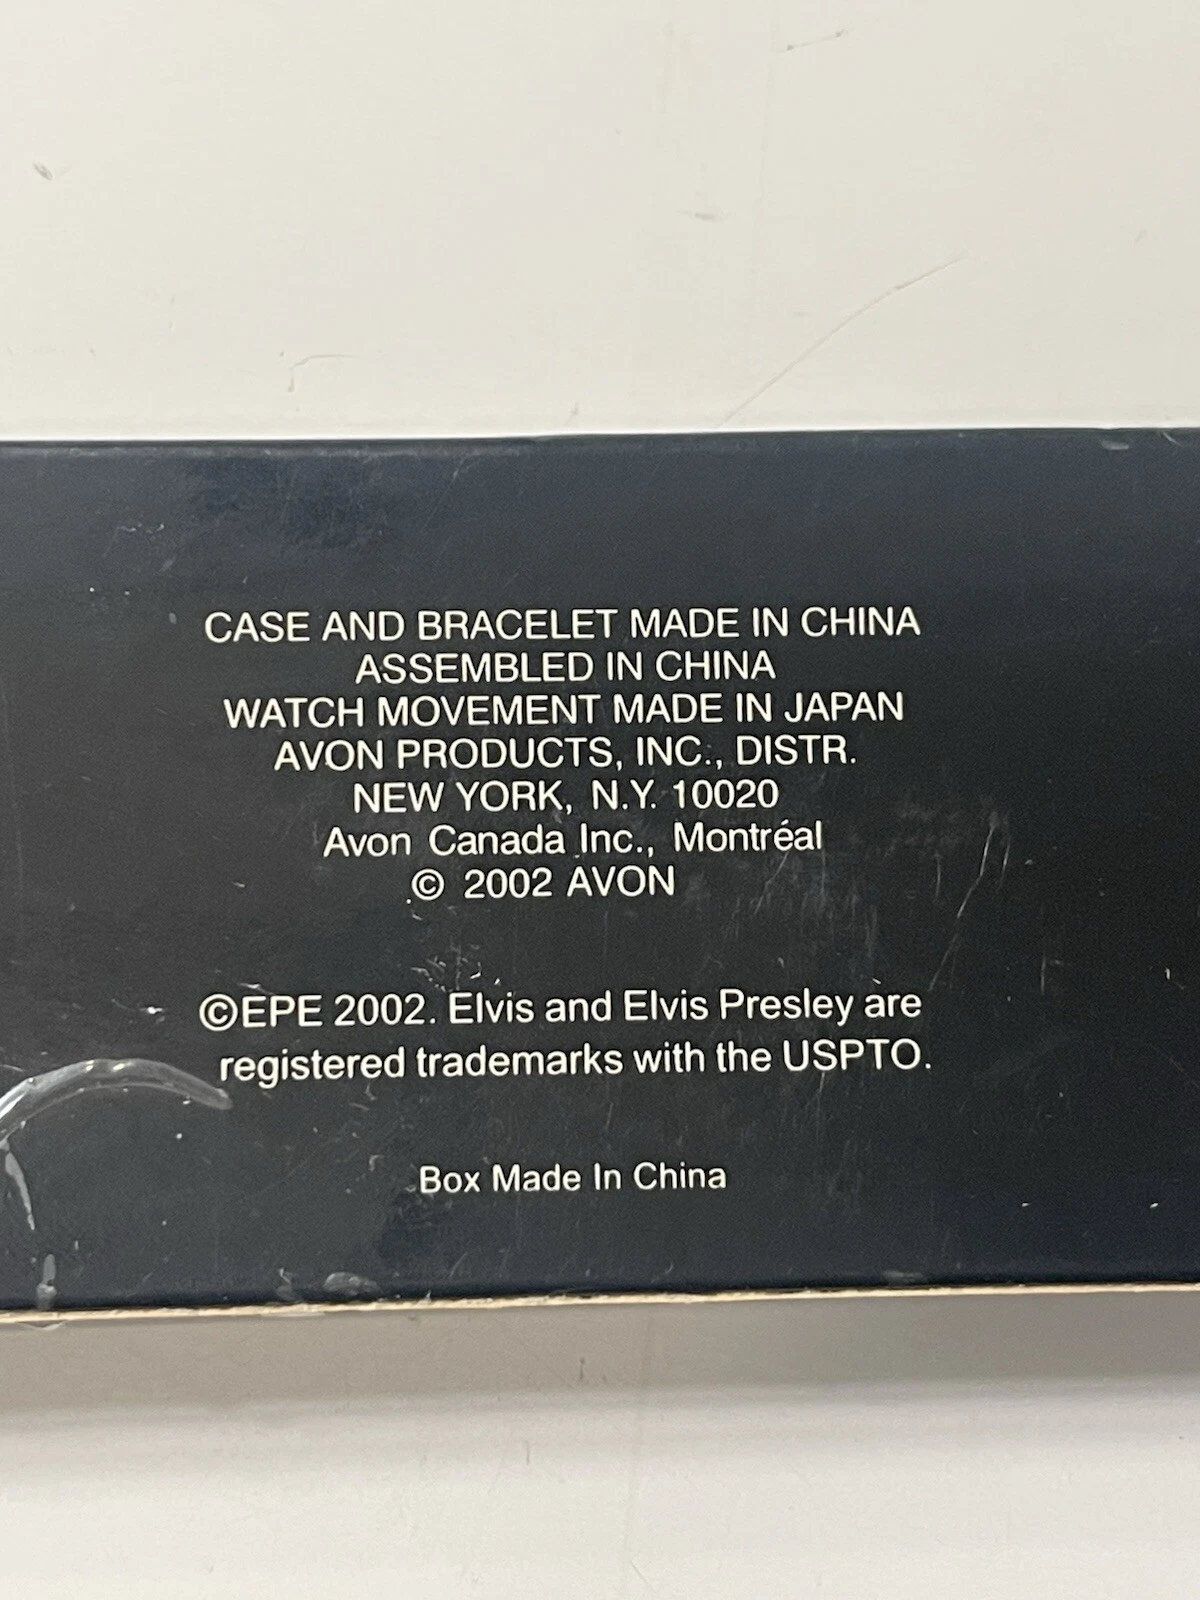 CASE AND BRACELET MADE IN CHINA
ASSEMBLED IN CHINA
WATCH MOVEMENT MADE IN JAPAN
AVON PRODUCTS, INC., DISTR.
NEW YORK, N.Y. 10020
Avon Canada Inc., Montréal
© 2002 AVON
©EPE 2002. Elvis and Elvis Presley are
registered trademarks with the USPTO.
Box Made In China